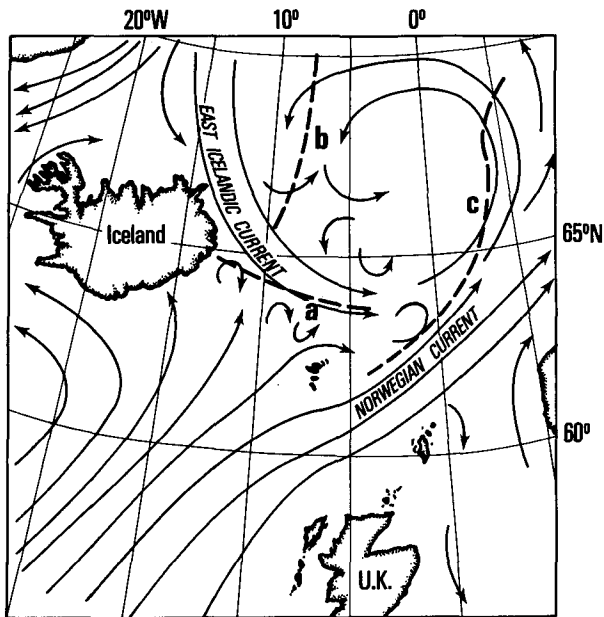 20ºW 10º 0º
b
EAST ICELANDIC CURRENT
c
Iceland
65ºN
a
NORWEGIAN CURRENT
60º
U.K.